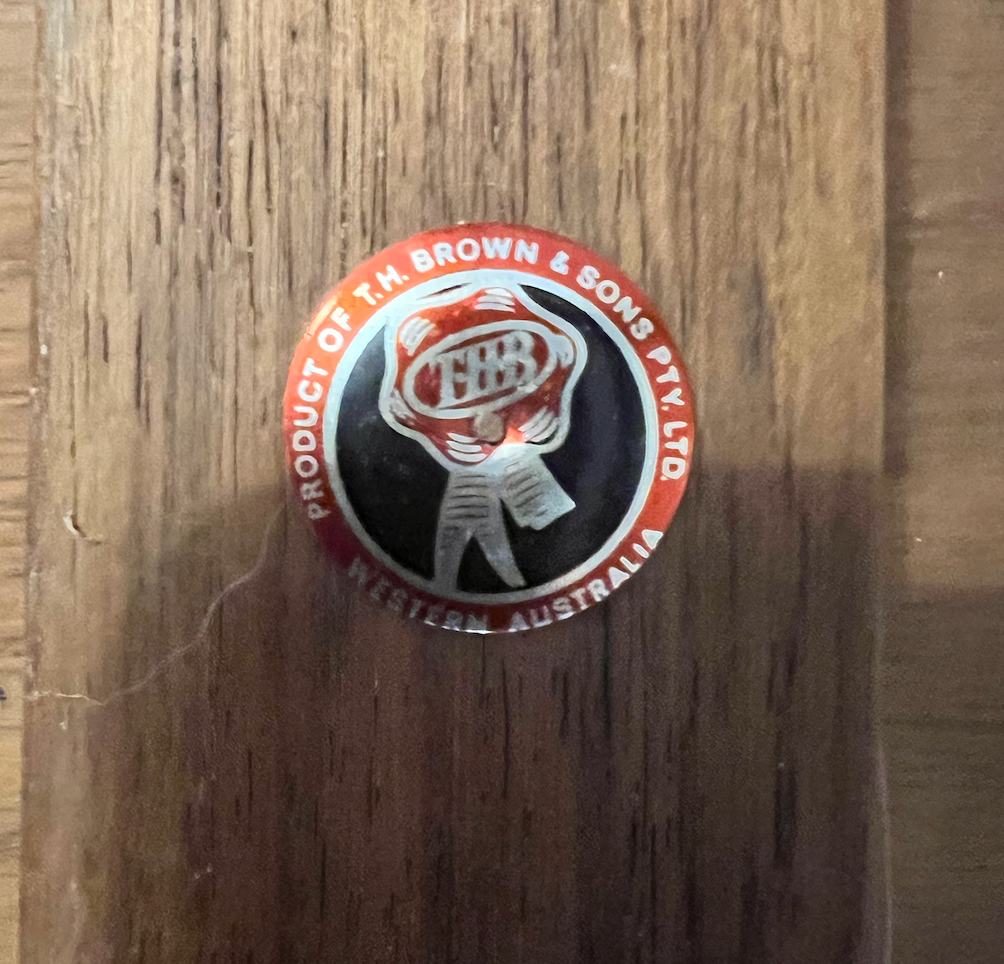 PRODUCT OF T.H. BROWN & SONS PTY. LTD.
THB
WESTERN AUSTRALIA